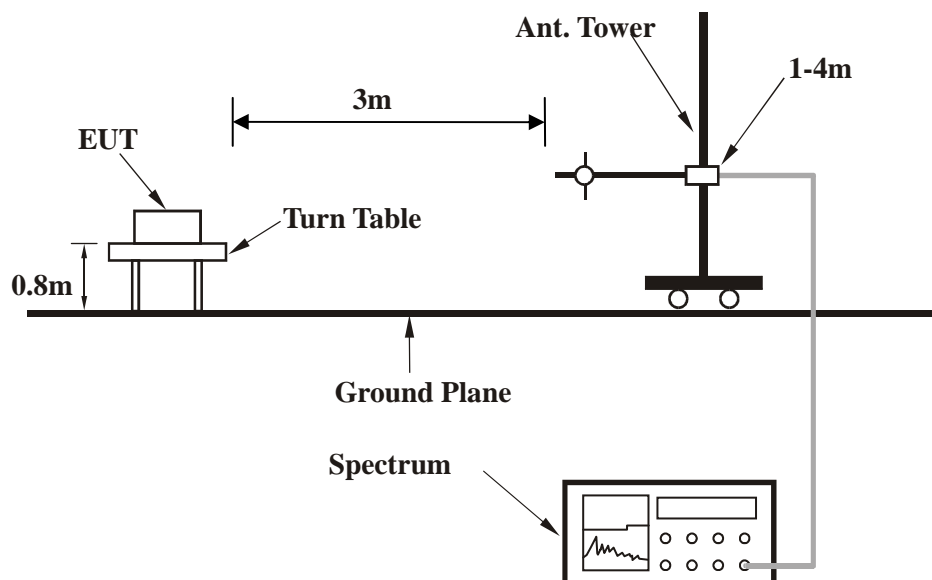 Ant. Tower
1-4m
3m
EUT
Turn Table
0.8m
Ground Plane
Spectrum